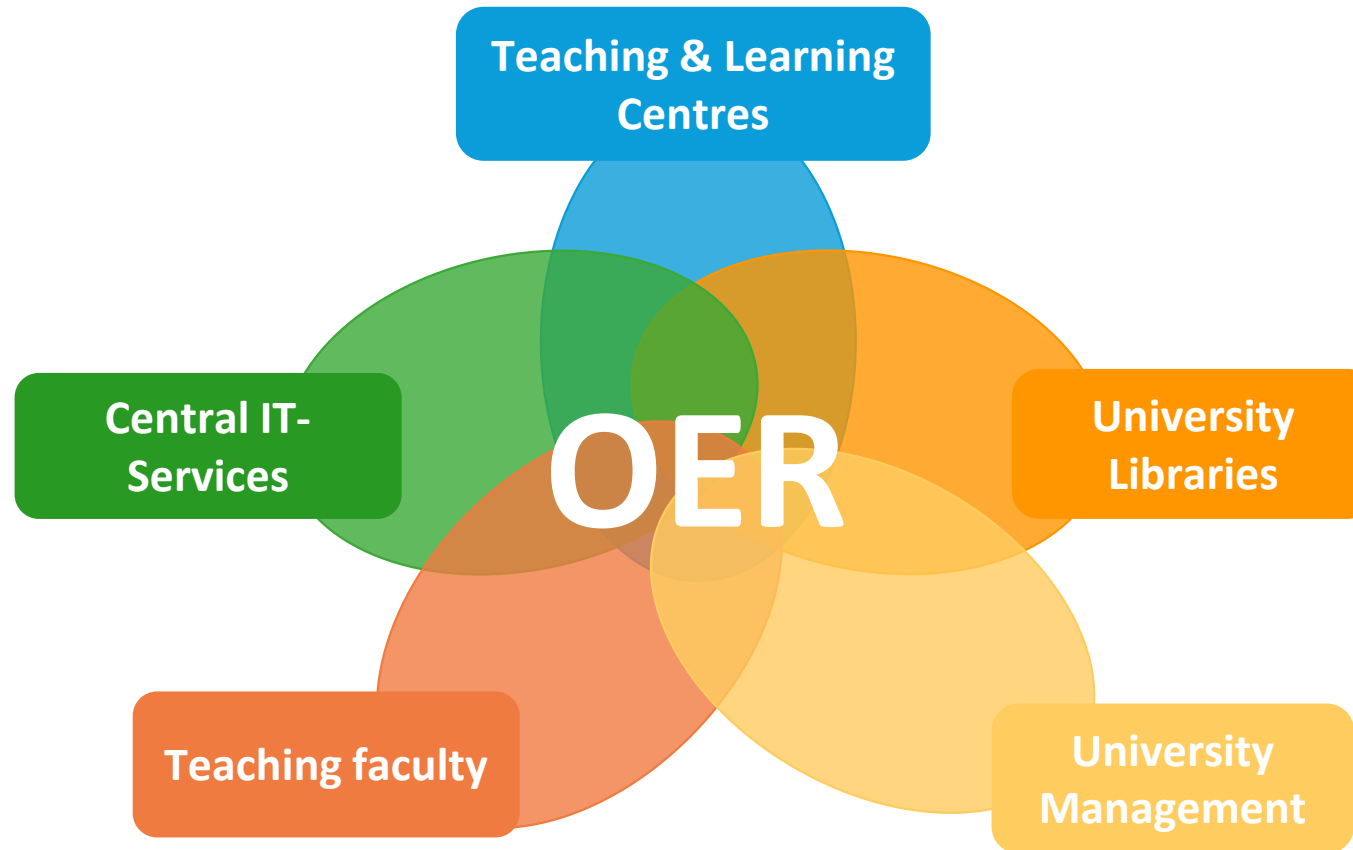 Teaching & Learning
Centres
Central IT-
Services
OER
University
Libraries
Teaching faculty
University
Management